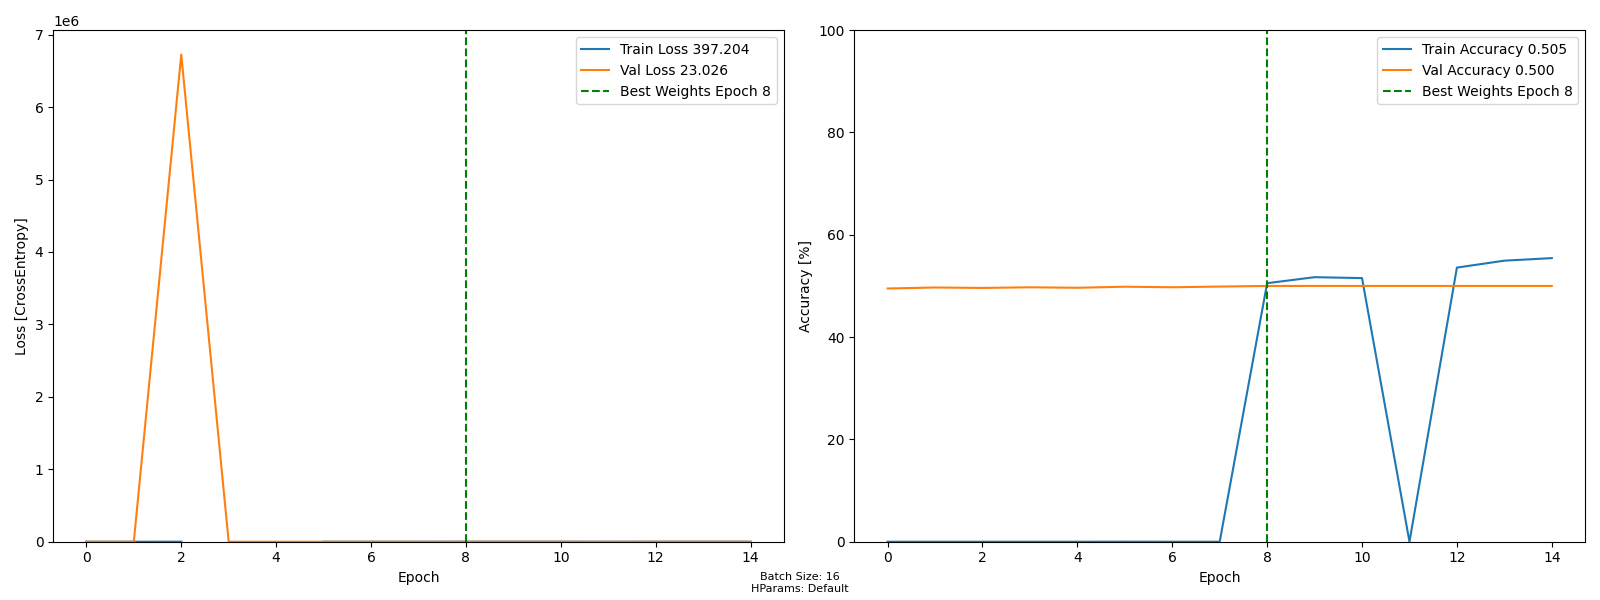 1e6
7
6
5
4
3
2
1
0
Loss [CrossEntropy]
0 2 4 6 8 10 12 14
Epoch
Train Loss 397.204
Val Loss 23.026
Best Weights Epoch 8
100
80
60
40
20
0
Accuracy [%]
0 2 4 6 8 10 12 14
Epoch
Train Accuracy 0.505
Val Accuracy 0.500
Best Weights Epoch 8
Batch Size: 16
HParams: Default